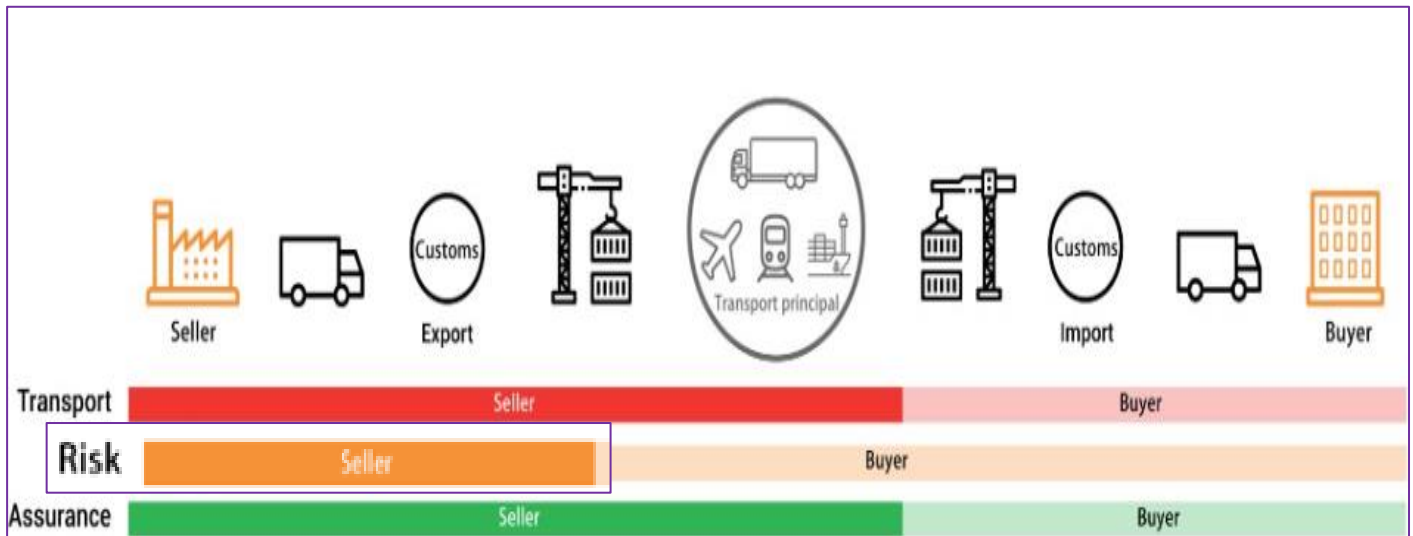 Customs
Customs
Transport principal
Seller
Export
Import
Buyer
Transport Seller Buyer
Risk Seller Buyer
Assurance Seller Buyer